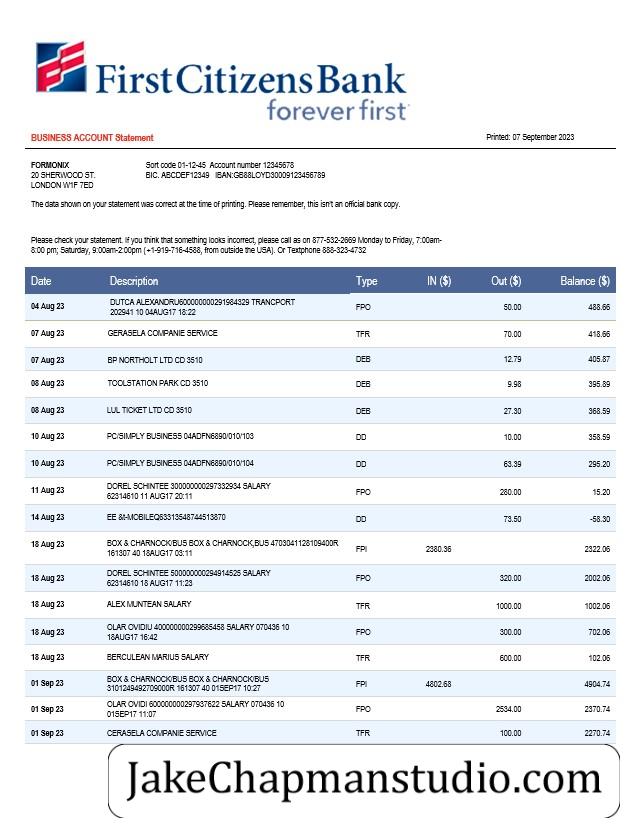 First Citizens Bank
forever first
BUSINESS ACCOUNT Statement
Printed: 07 September 2023
FORMONIX
Sort code 01-12-45 Account number 12345678
20 SHERWOOD ST.
BIC. ABCDEF12349 IBAN:GB88LOYD30009123456789
LONDON W1F 7ED
The data shown on your statement was correct at the time of printing. Please remember, this isn't an official bank copy.
Please check your statement. If you think that something looks incorrect, please call as on 877-532-2669 Monday to Friday, 7:00am-
8:00 pm; Saturday, 9:00am-2:00pm (+1-919-716-4588, from outside the USA). Or Textphone 888-323-4732
Date Description Type IN ($) Out ($) Balance ($)
04 Aug 23 DUTCA ALEXANDRU600000000291984329 TRANCPORT
202941 10 04AUG17 18:22 FPO 50.00 488.66
07 Aug 23 GERASELA COMPANIE SERVICE TFR 70.00 418.66
07 Aug 23 BP NORTHOLT LTD CD 3510 DEB 12.79 405.87
08 Aug 23 TOOLSTATION PARK CD 3510 DEB 9.98 395.89
08 Aug 23 LUL TICKET LTD CD 3510 DEB 27.30 368.59
10 Aug 23 PC/SIMPLY BUSINESS 04ADFN6890/010/103 DD 10.00 358.59
10 Aug 23 PC/SIMPLY BUSINESS 04ADFN6890/010/104 DD 63.39 295.20
11 Aug 23 DOREL SCHINTEE 300000000297332934 SALARY
62314610 11 AUG17 20:11 FPO 280.00 15.20
14 Aug 23 EE &t-MOBILEQ63313548744513870 DD 73.50 -58.30
18 Aug 23 BOX & CHARNOCK/BUS BOX & CHARNOCK,BUS 4703041128109400R
161307 40 18AUG17 03:11 FPI 2380.36 2322.06
18 Aug 23 DOREL SCHINTEE 500000000294914525 SALARY
62314610 18 AUG17 11:23 FPO 320.00 2002.06
18 Aug 23 ALEX MUNTEAN SALARY TFR 1000.00 1002.06
18 Aug 23 OLAR OVIDIU 400000000299685458 SALARY 070436 10
18AUG17 16:42 FPO 300.00 702.06
18 Aug 23 BERCULEAN MARIUS SALARY TFR 600.00 102.06
01 Sep 23 BOX & CHARNOCK/BUS BOX & CHARNOCK/BUS
3101249492709000R 161307 40 01SEP17 10:27 FPI 4802.68 4904.74
01 Sep 23 OLAR OVIDI 600000000297937622 SALARY 070436 10
01SEP17 11:07 FPO 2534.00 2370.74
01 Sep 23 CERASELA COMPANIE SERVICE TFR 100.00 2270.74
JakeChapmanstudio.com